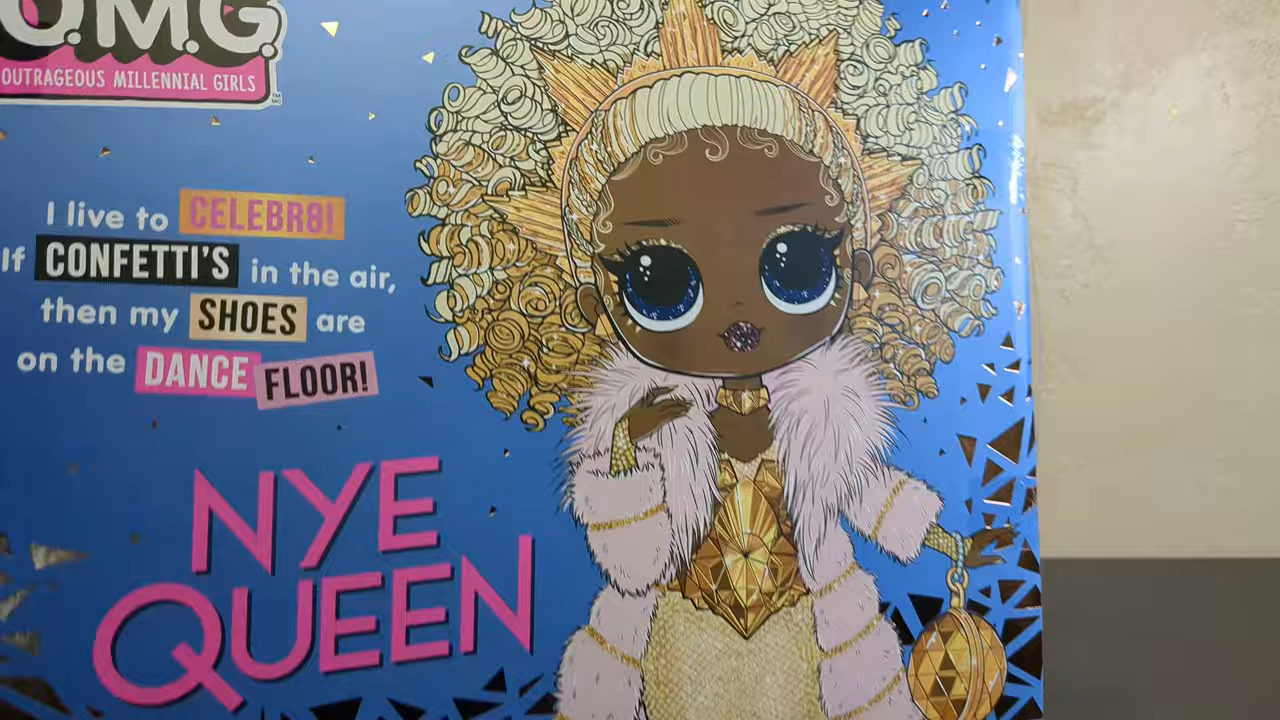 O.M.G.
OUTRAGEOUS MILLENNIAL GIRLS
I live to CELEBR8!
If CONFETTI'S in the air,
then my SHOES are
on the DANCE FLOOR!
NYE
QUEEN